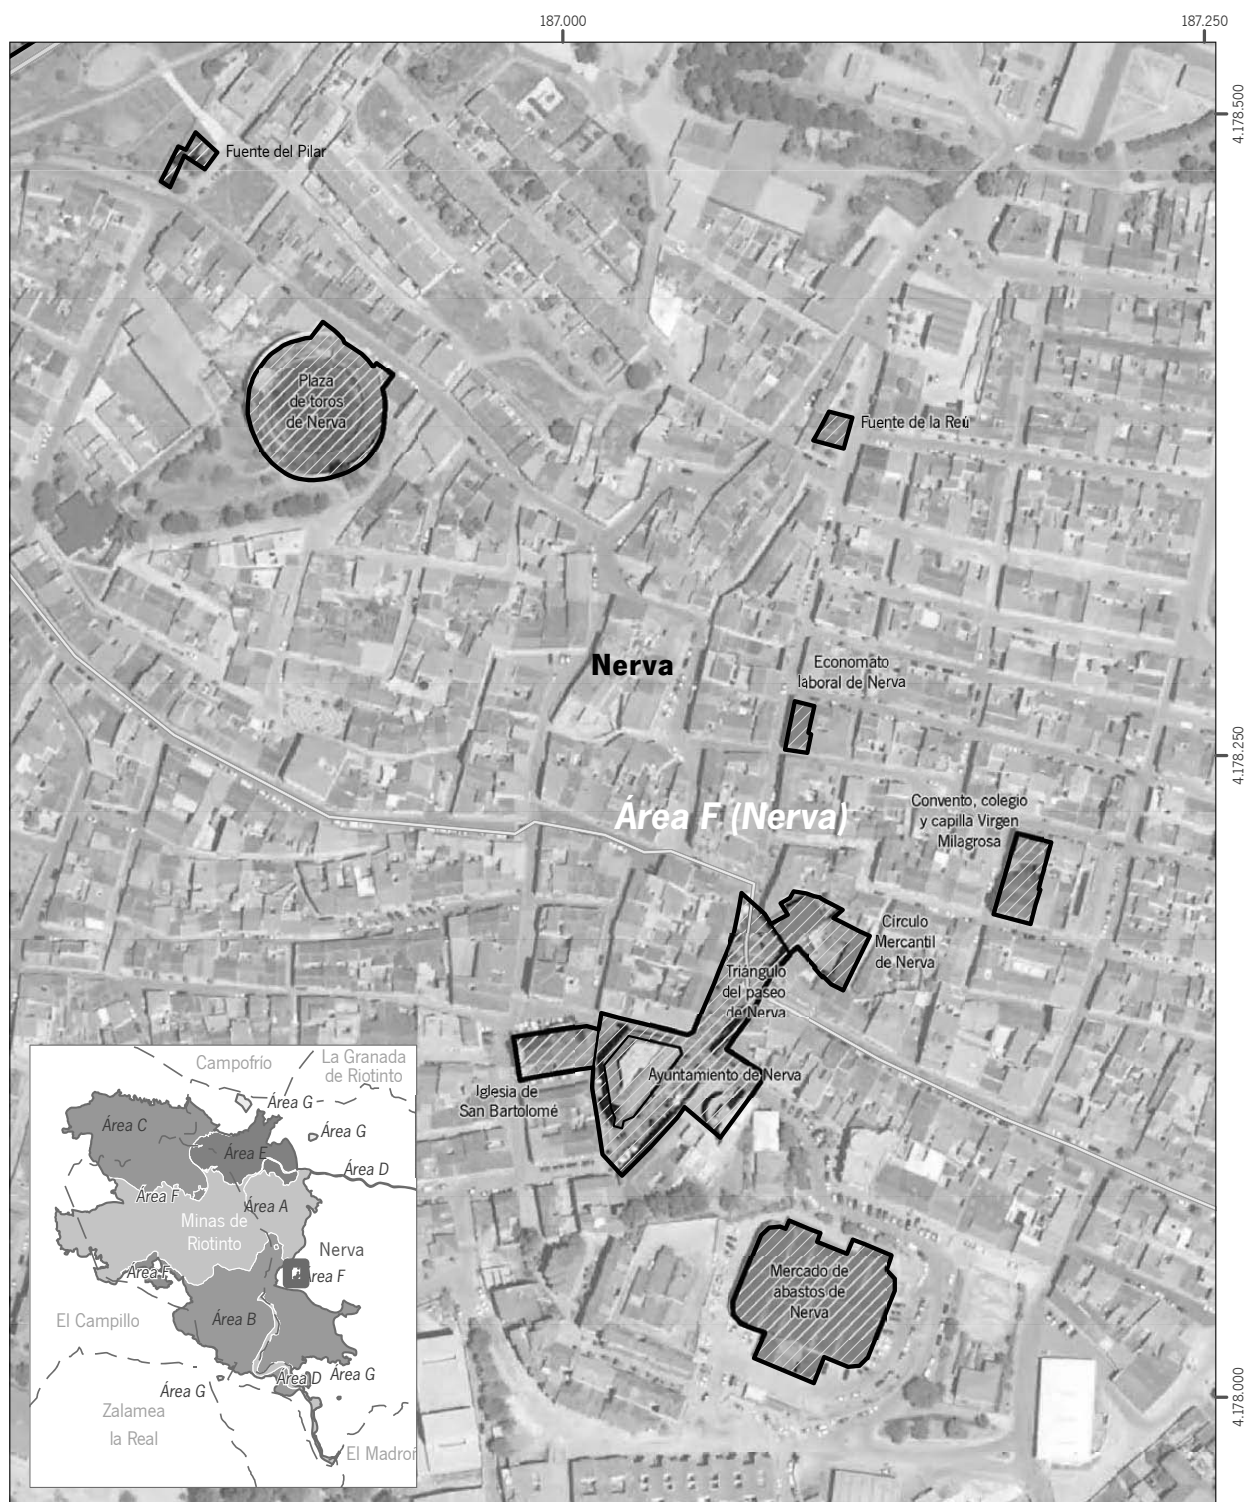 187.000
187.250
4.178.500
Fuente del Pilar
Plaza
de toros
de Nerva
Fuente de la Reú
Nerva
Economato
laboral de Nerva
4.178.250
Área F (Nerva)
Convento, colegio
y capilla Virgen
Milagrosa
Círculo
Mercantil
de Nerva
Triángulo
del paseo
de Nerva
Ayuntamiento de Nerva
Iglesia de
San Bartolomé
Mercado de
abastos de
Nerva
4.178.000
Campofrío
La Granada
de Riotinto
Área G
Área C
Área G
Área E
Área D
Área F
Área A
Minas de
Riotinto
Nerva
Área F
Área F
El Campillo
Área B
Área G
Área D
Área G
Zalamea
la Real
El Madroñ